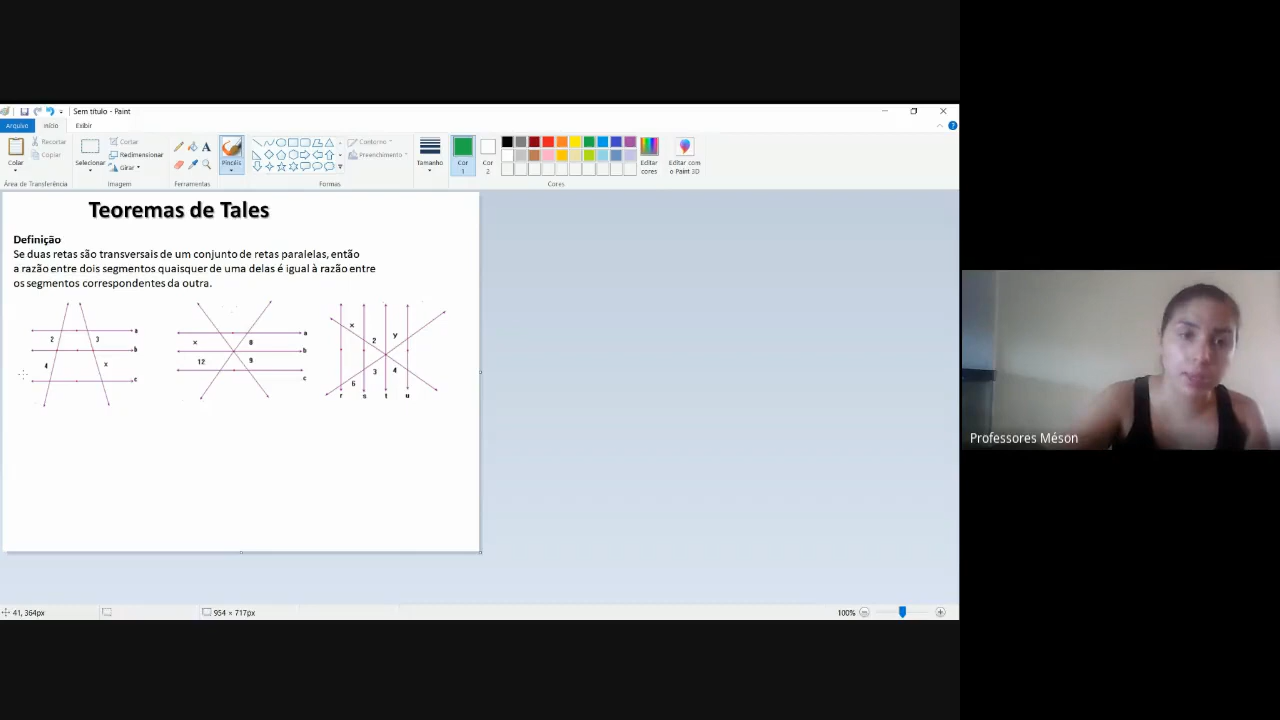 Sem título - Paint
Arquivo Início Exibir
Colar
Recortar
Copiar
Área de Transferência
Selecionar
Cortar
Redimensionar
Girar
Imagem
Ferramentas
Pincéis
Formas
Contorno
Preenchimento
Tamanho
Cor 1
Cor 2
Cores
Editar cores
Editar com o Paint 3D
Teoremas de Tales
Definição
Se duas retas são transversais de um conjunto de retas paralelas, então
a razão entre dois segmentos quaisquer de uma delas é igual à razão entre
os segmentos correspondentes da outra.
a
2 3
b
4 x
c
a
x 8
b
12 9
c
x y
2
3 4
6
r s t u
Professores Méson
41, 364px
954 × 717px
100%